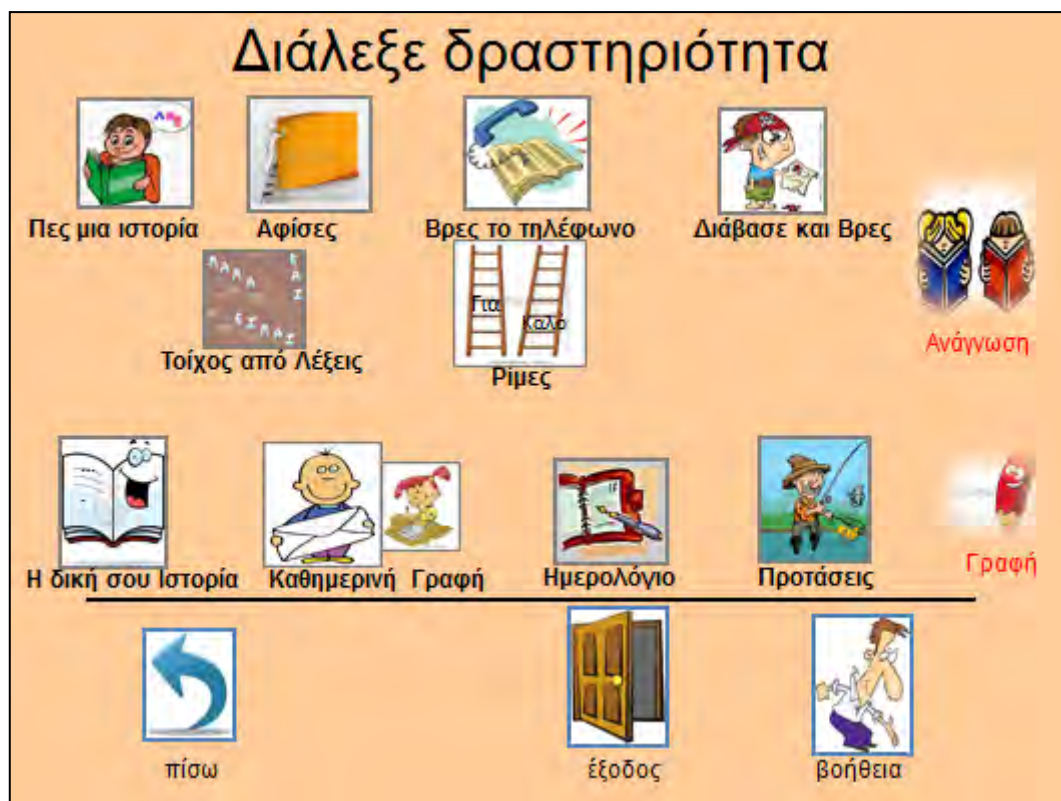 Διάλεξε δραστηριότητα
Πες μια ιστορία Αφίσες Βρες το τηλέφωνο Διάβασε και Βρες
Για Καλό
Τοίχος από Λέξεις Ρίμες
Ανάγνωση
Η δική σου Ιστορία Καθημερινή Γραφή Ημερολόγιο Προτάσεις
Γραφή
πίσω έξοδος βοήθεια